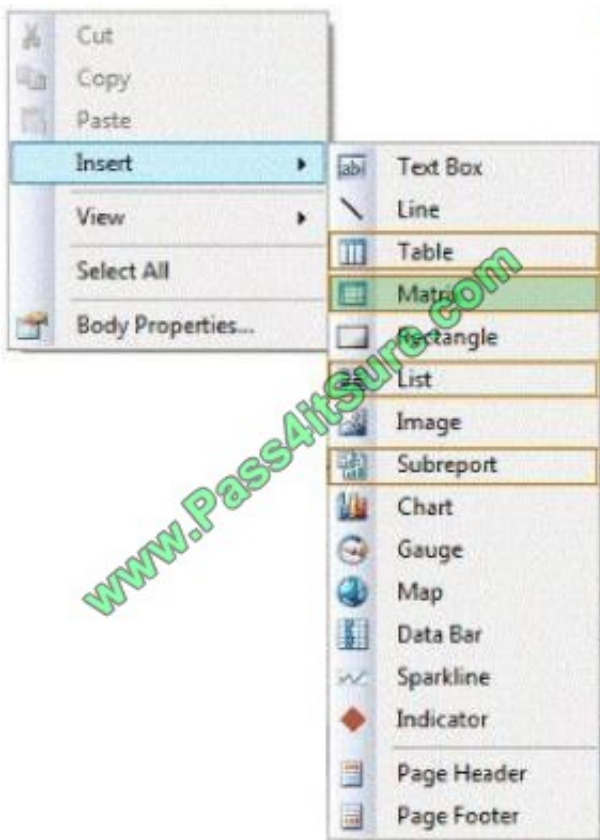 Cut
Copy
Paste
Insert
View
Select All
Body Properties...
Text Box
Line
Table
Matrix
Rectangle
List
Image
Subreport
Chart
Gauge
Map
Data Bar
Sparkline
Indicator
Page Header
Page Footer
www.Pass4itSure.com